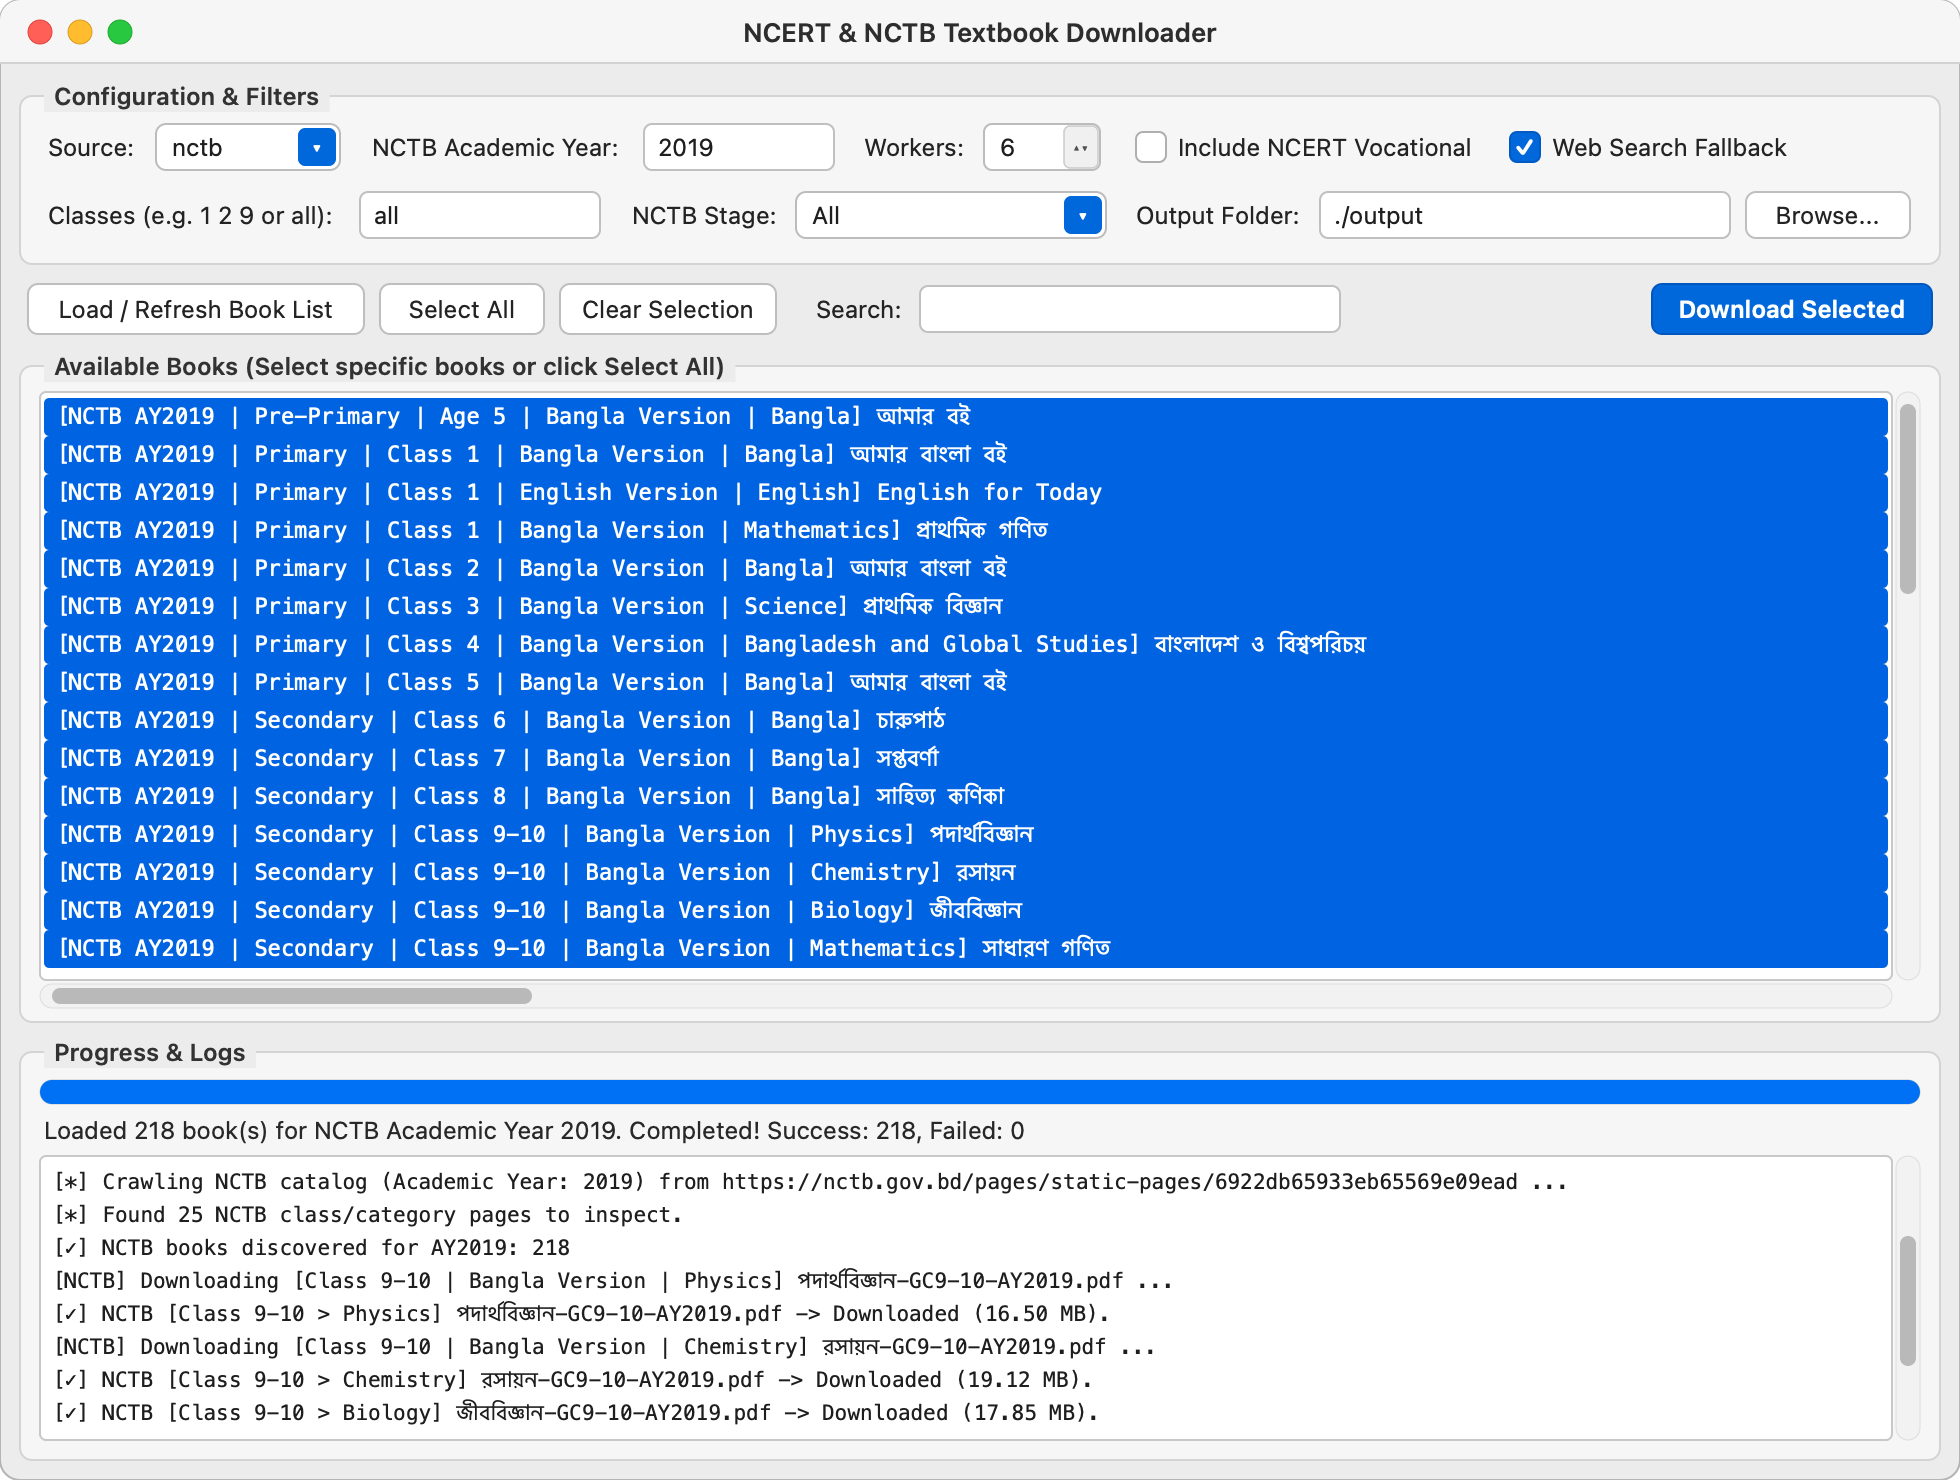 NCERT & NCTB Textbook Downloader
Configuration & Filters
Source: nctb NCTB Academic Year: 2019 Workers: 6 Include NCERT Vocational Web Search Fallback
Classes (e.g. 1 2 9 or all): all NCTB Stage: All Output Folder: ./output Browse...
Load / Refresh Book List Select All Clear Selection Search: Download Selected
Available Books (Select specific books or click Select All)
[NCTB AY2019 | Pre-Primary | Age 5 | Bangla Version | Bangla] আমার বই
[NCTB AY2019 | Primary | Class 1 | Bangla Version | Bangla] আমার বাংলা বই
[NCTB AY2019 | Primary | Class 1 | English Version | English] English for Today
[NCTB AY2019 | Primary | Class 1 | Bangla Version | Mathematics] প্রাথমিক গণিত
[NCTB AY2019 | Primary | Class 2 | Bangla Version | Bangla] আমার বাংলা বই
[NCTB AY2019 | Primary | Class 3 | Bangla Version | Science] প্রাথমিক বিজ্ঞান
[NCTB AY2019 | Primary | Class 4 | Bangla Version | Bangladesh and Global Studies] বাংলাদেশ ও বিশ্বপরিচয়
[NCTB AY2019 | Primary | Class 5 | Bangla Version | Bangla] আমার বাংলা বই
[NCTB AY2019 | Secondary | Class 6 | Bangla Version | Bangla] চারুপাঠ
[NCTB AY2019 | Secondary | Class 7 | Bangla Version | Bangla] সপ্তবর্ণা
[NCTB AY2019 | Secondary | Class 8 | Bangla Version | Bangla] সাহিত্য কণিকা
[NCTB AY2019 | Secondary | Class 9-10 | Bangla Version | Physics] পদার্থবিজ্ঞান
[NCTB AY2019 | Secondary | Class 9-10 | Bangla Version | Chemistry] রসায়ন
[NCTB AY2019 | Secondary | Class 9-10 | Bangla Version | Biology] জীববিজ্ঞান
[NCTB AY2019 | Secondary | Class 9-10 | Bangla Version | Mathematics] সাধারণ গণিত
Progress & Logs
Loaded 218 book(s) for NCTB Academic Year 2019. Completed! Success: 218, Failed: 0
[*] Crawling NCTB catalog (Academic Year: 2019) from https://nctb.gov.bd/pages/static-pages/6922db65933eb65569e09ead ...
[*] Found 25 NCTB class/category pages to inspect.
[✓] NCTB books discovered for AY2019: 218
[NCTB] Downloading [Class 9-10 | Bangla Version | Physics] পদার্থবিজ্ঞান-GC9-10-AY2019.pdf ...
[✓] NCTB [Class 9-10 > Physics] পদার্থবিজ্ঞান-GC9-10-AY2019.pdf -> Downloaded (16.50 MB).
[NCTB] Downloading [Class 9-10 | Bangla Version | Chemistry] রসায়ন-GC9-10-AY2019.pdf ...
[✓] NCTB [Class 9-10 > Chemistry] রসায়ন-GC9-10-AY2019.pdf -> Downloaded (19.12 MB).
[✓] NCTB [Class 9-10 > Biology] জীববিজ্ঞান-GC9-10-AY2019.pdf -> Downloaded (17.85 MB).